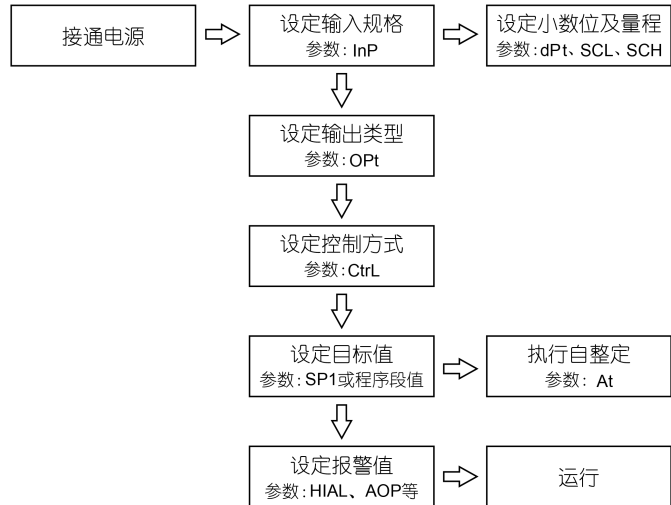 接通电源
设定输入规格
参数: InP
设定小数位及量程
参数: dPt、SCL、SCH
设定输出类型
参数: OPt
设定控制方式
参数: CtrL
设定目标值
参数: SP1或程序段值
执行自整定
参数: At
设定报警值
参数: HIAL、AOP等
运行